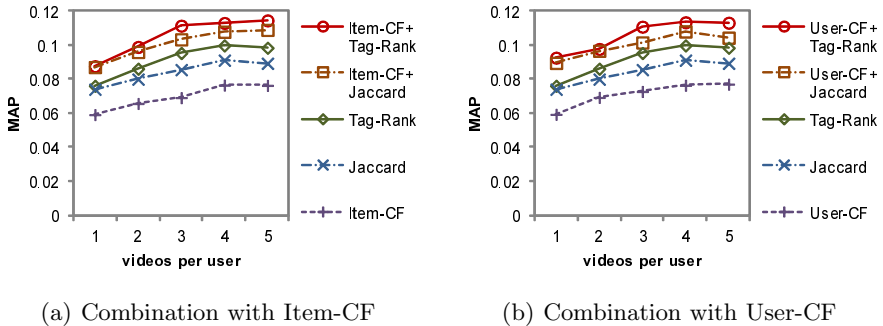 0.12
0.1
0.08
0.06
0.04
0.02
0
MAP
1 2 3 4 5
videos per user
Item-CF+
Tag-Rank
Item-CF+
Jaccard
Tag-Rank
Jaccard
Item-CF
(a) Combination with Item-CF
0.12
0.1
0.08
0.06
0.04
0.02
0
MAP
1 2 3 4 5
videos per user
User-CF+
Tag-Rank
User-CF+
Jaccard
Tag-Rank
Jaccard
User-CF
(b) Combination with User-CF